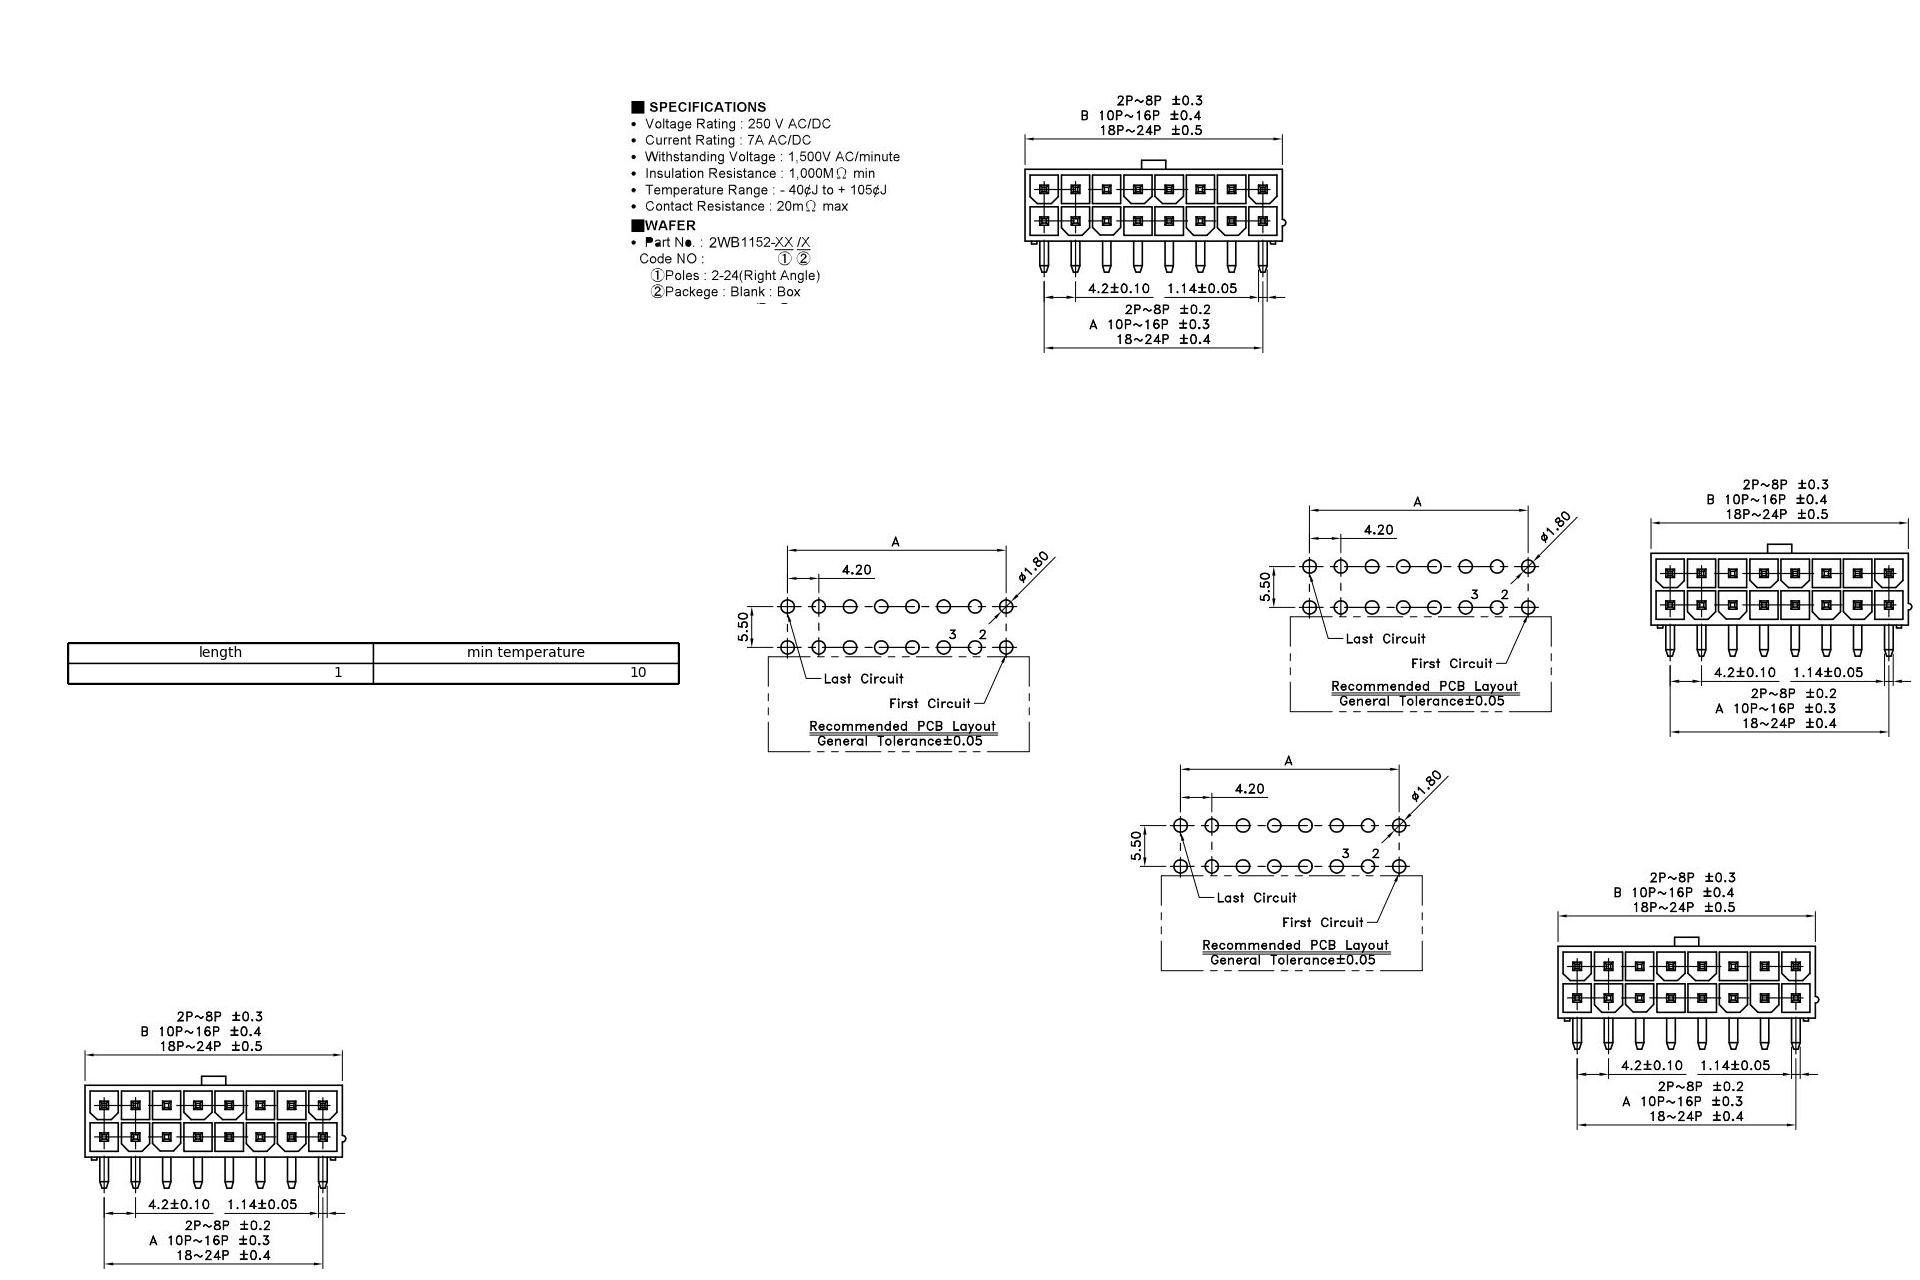 ■ SPECIFICATIONS
• Voltage Rating : 250 V AC/DC
• Current Rating : 7A AC/DC
• Withstanding Voltage : 1,500V AC/minute
• Insulation Resistance : 1,000MΩ min
• Temperature Range : - 40¢J to + 105¢J
• Contact Resistance : 20mΩ max
■WAFER
• Part No. : 2WB1152-XX /X
Code NO : ① ②
①Poles : 2-24(Right Angle)
②Packege : Blank : Box
2P~8P ±0.3
B 10P~16P ±0.4
18P~24P ±0.5
4.2±0.10 1.14±0.05
2P~8P ±0.2
A 10P~16P ±0.3
18~24P ±0.4
2P~8P ±0.3
B 10P~16P ±0.4
18P~24P ±0.5
4.2±0.10 1.14±0.05
2P~8P ±0.2
A 10P~16P ±0.3
18~24P ±0.4
A
4.20
ø1.80
5.50
3 2
Last Circuit
First Circuit
Recommended PCB Layout
General Tolerance±0.05
A
4.20
ø1.80
5.50
3 2
Last Circuit
First Circuit
Recommended PCB Layout
General Tolerance±0.05
length min temperature
1 10
A
4.20
ø1.80
5.50
3 2
Last Circuit
First Circuit
Recommended PCB Layout
General Tolerance±0.05
2P~8P ±0.3
B 10P~16P ±0.4
18P~24P ±0.5
4.2±0.10 1.14±0.05
2P~8P ±0.2
A 10P~16P ±0.3
18~24P ±0.4
2P~8P ±0.3
B 10P~16P ±0.4
18P~24P ±0.5
4.2±0.10 1.14±0.05
2P~8P ±0.2
A 10P~16P ±0.3
18~24P ±0.4